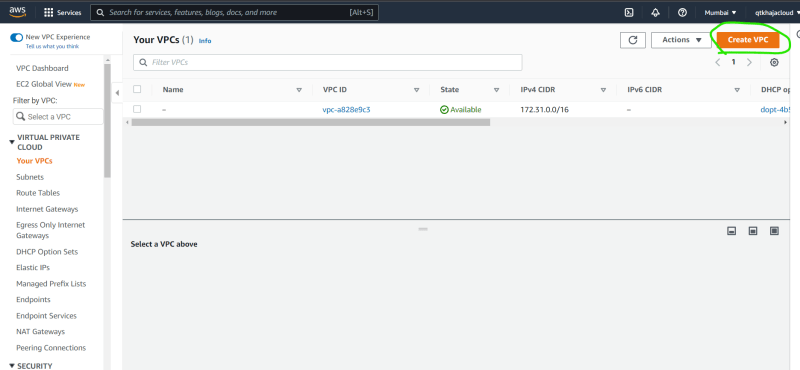 aws
Services
Search for services, features, blogs, docs, and more
[Alt+S]
Mumbai
qtkhajacloud
New VPC Experience
Tell us what you think
VPC Dashboard
EC2 Global View New
Filter by VPC:
Select a VPC
VIRTUAL PRIVATE
CLOUD
Your VPCs
Subnets
Route Tables
Internet Gateways
Egress Only Internet
Gateways
DHCP Option Sets
Elastic IPs
Managed Prefix Lists
Endpoints
Endpoint Services
NAT Gateways
Peering Connections
SECURITY
Your VPCs (1) Info
Actions
Create VPC
Filter VPCs
1
Name VPC ID State IPv4 CIDR IPv6 CIDR DHCP op
– vpc-a828e9c3 Available 172.31.0.0/16 – dopt-4b5
Select a VPC above